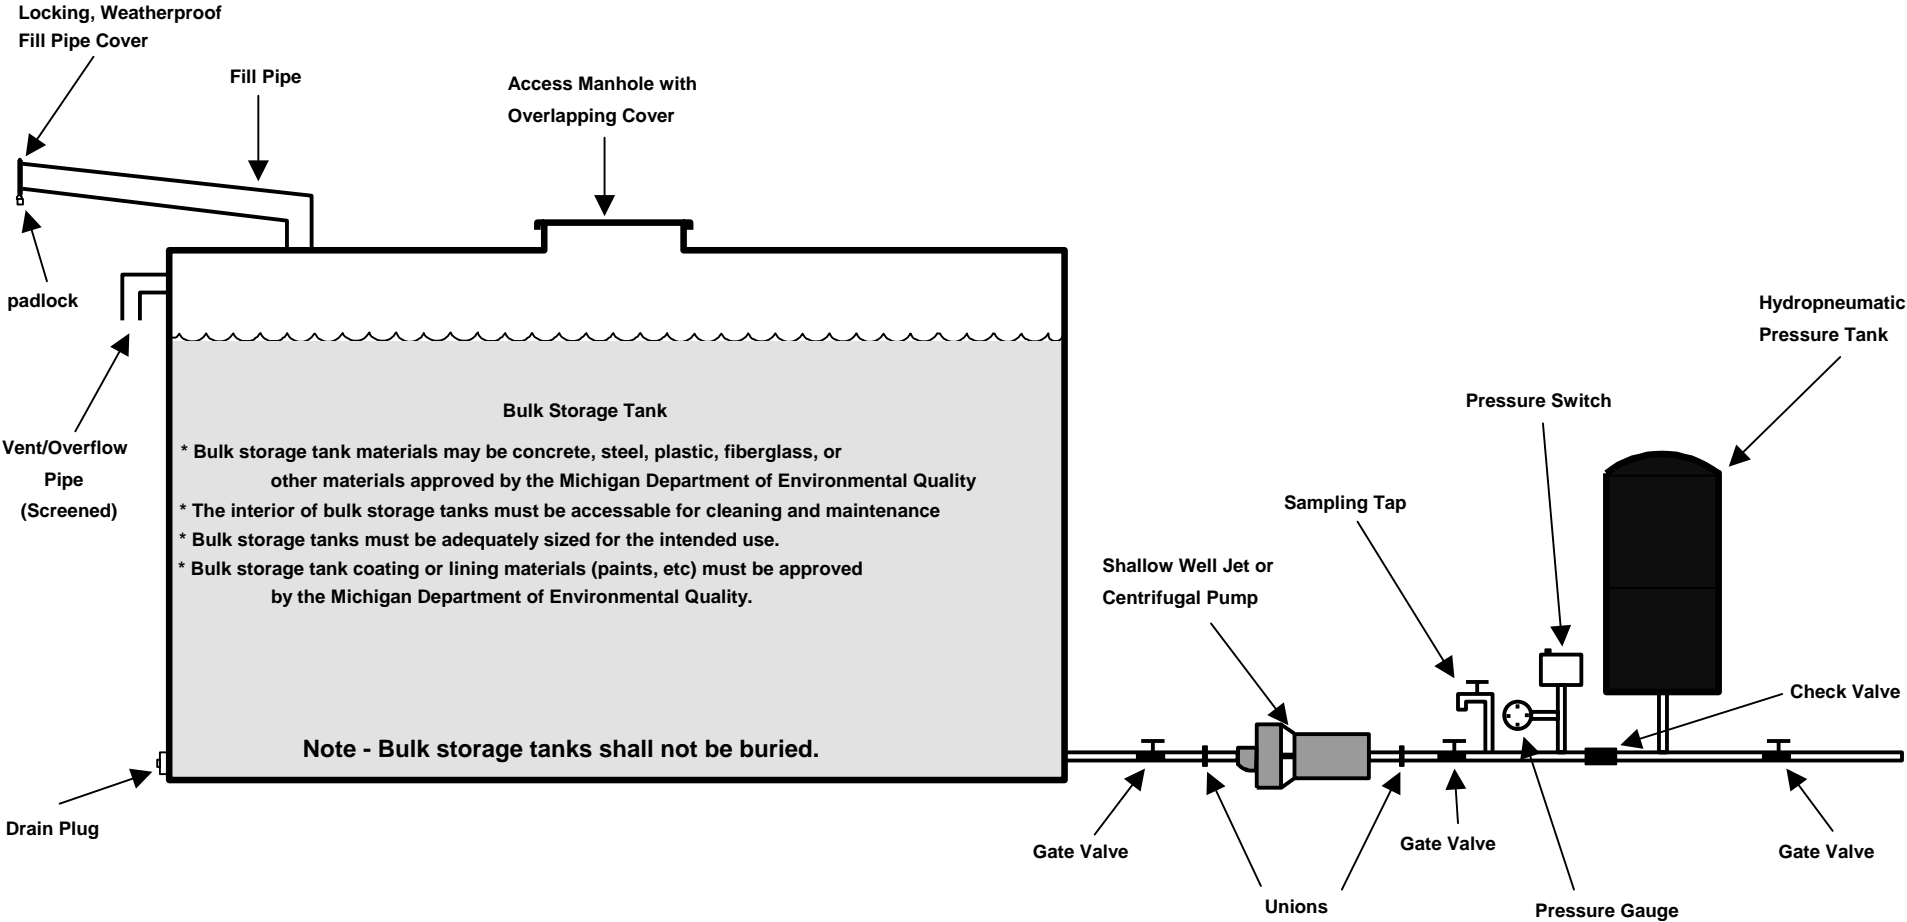 Locking, Weatherproof
Fill Pipe Cover
Fill Pipe
Access Manhole with
Overlapping Cover
padlock
Hydropneumatic
Pressure Tank
Vent/Overflow
Pipe
(Screened)
Bulk Storage Tank
* Bulk storage tank materials may be concrete, steel, plastic, fiberglass, or
other materials approved by the Michigan Department of Environmental Quality
* The interior of bulk storage tanks must be accessable for cleaning and maintenance
* Bulk storage tanks must be adequately sized for the intended use.
* Bulk storage tank coating or lining materials (paints, etc) must be approved
by the Michigan Department of Environmental Quality.
Note - Bulk storage tanks shall not be buried.
Pressure Switch
Sampling Tap
Shallow Well Jet or
Centrifugal Pump
Check Valve
Drain Plug
Gate Valve
Gate Valve
Gate Valve
Unions
Pressure Gauge